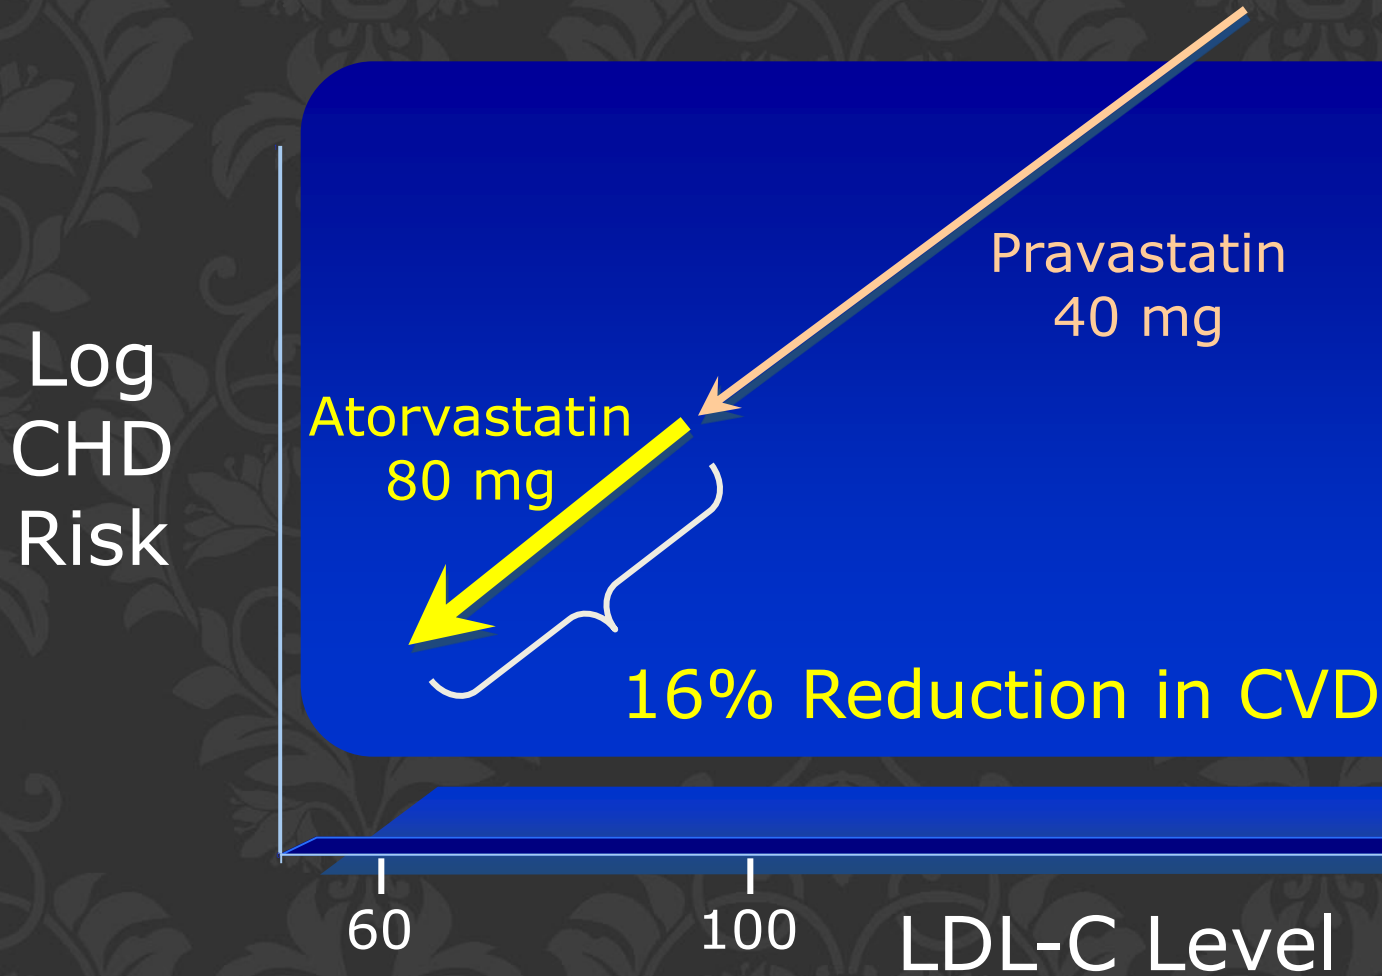 Pravastatin
40 mg
Log
CHD
Risk
Atorvastatin
80 mg
16% Reduction in CVD
60
100
LDL-C Level